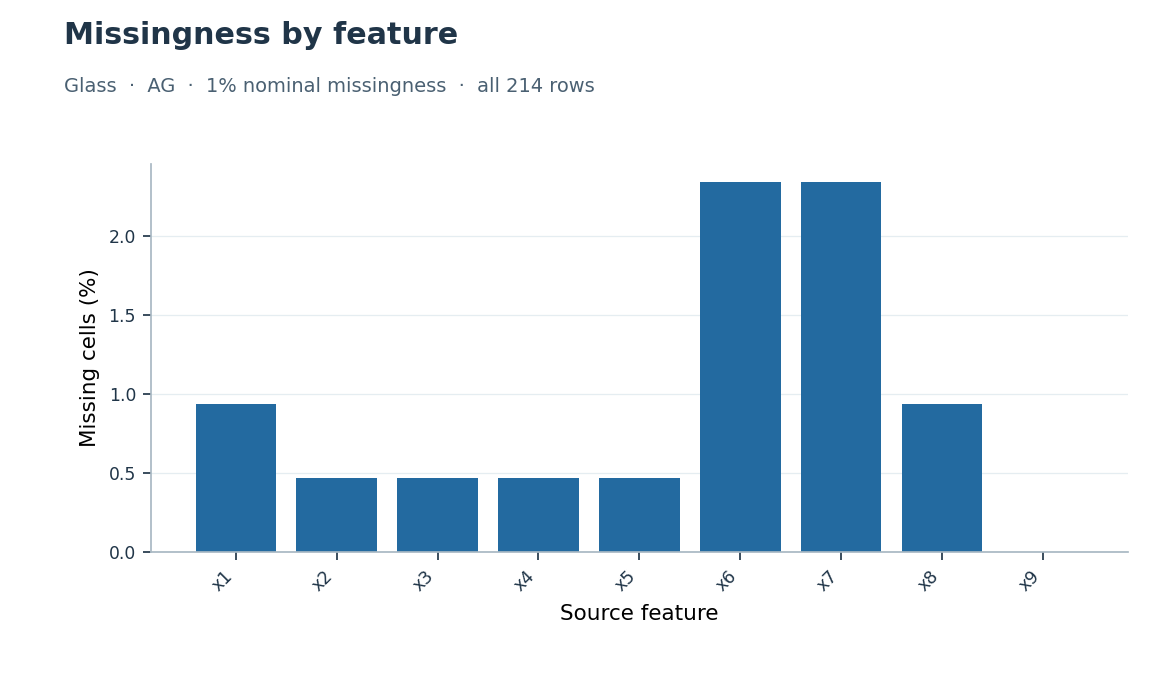 Missingness by feature
Glass · AG · 1% nominal missingness · all 214 rows
Missing cells (%)
2.0
1.5
1.0
0.5
0.0
x1 x2 x3 x4 x5 x6 x7 x8 x9
Source feature